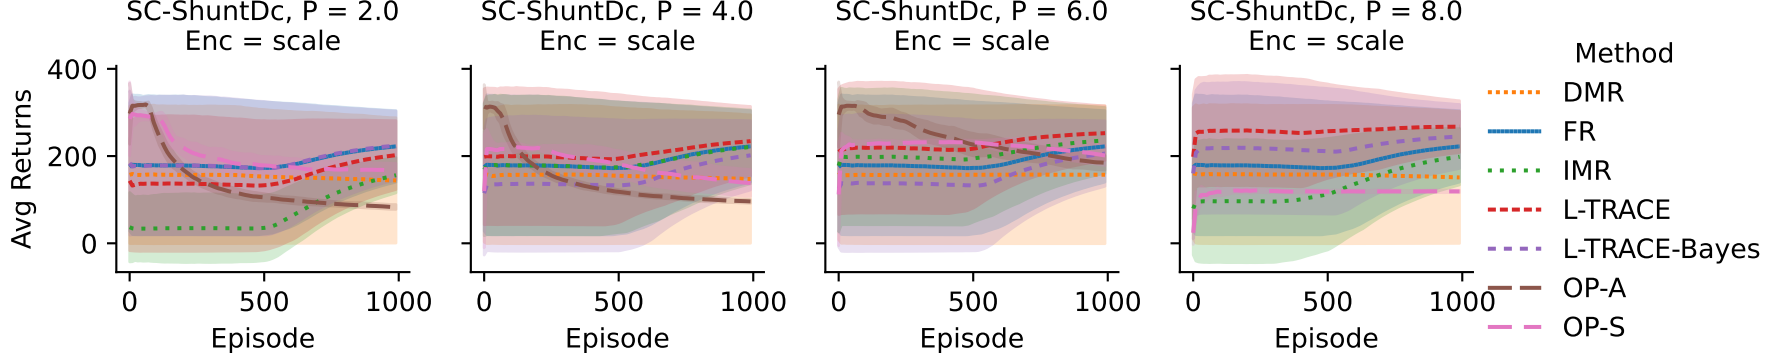 SC-ShuntDc, P = 2.0
Enc = scale
SC-ShuntDc, P = 4.0
Enc = scale
SC-ShuntDc, P = 6.0
Enc = scale
SC-ShuntDc, P = 8.0
Enc = scale
Avg Returns
400
200
0
0 500 1000
Episode
0 500 1000
Episode
0 500 1000
Episode
0 500 1000
Episode
Method
DMR
FR
IMR
L-TRACE
L-TRACE-Bayes
OP-A
OP-S